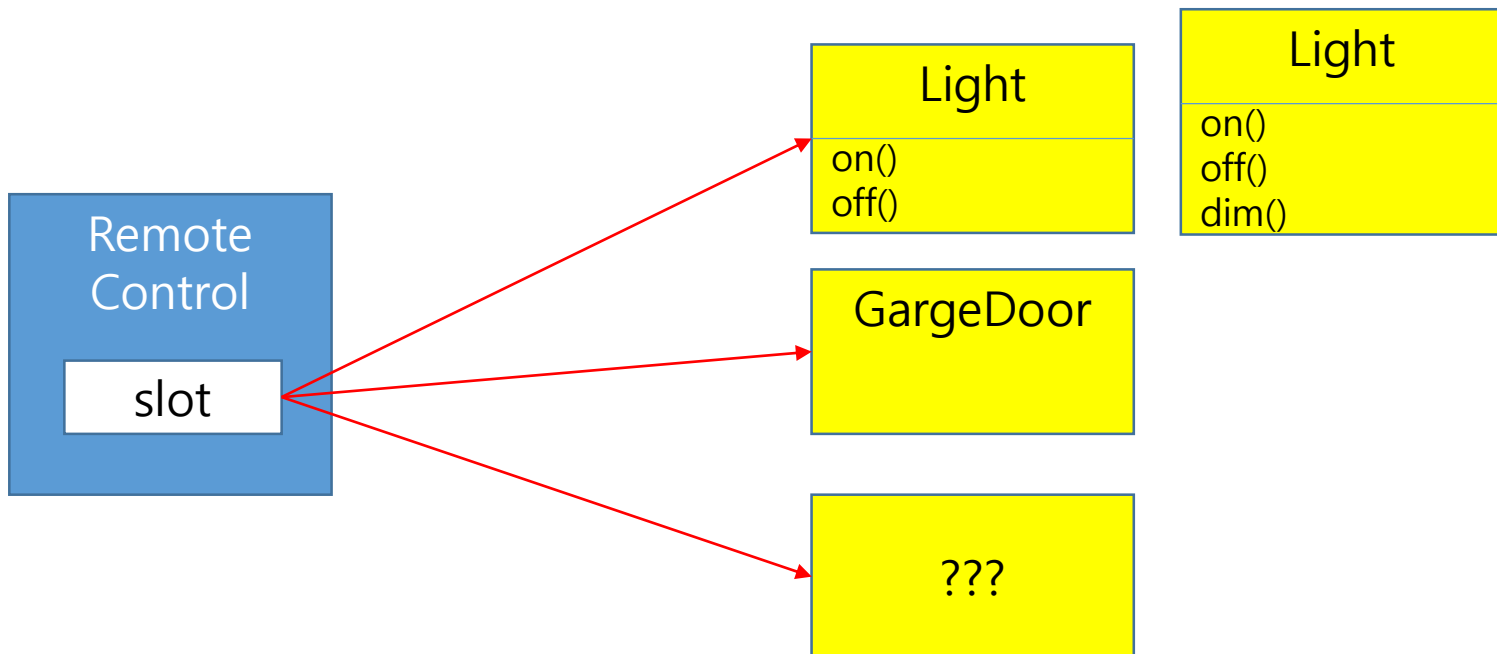 Remote
Control
slot
Light
on()
off()
Light
on()
off()
dim()
GargeDoor
???